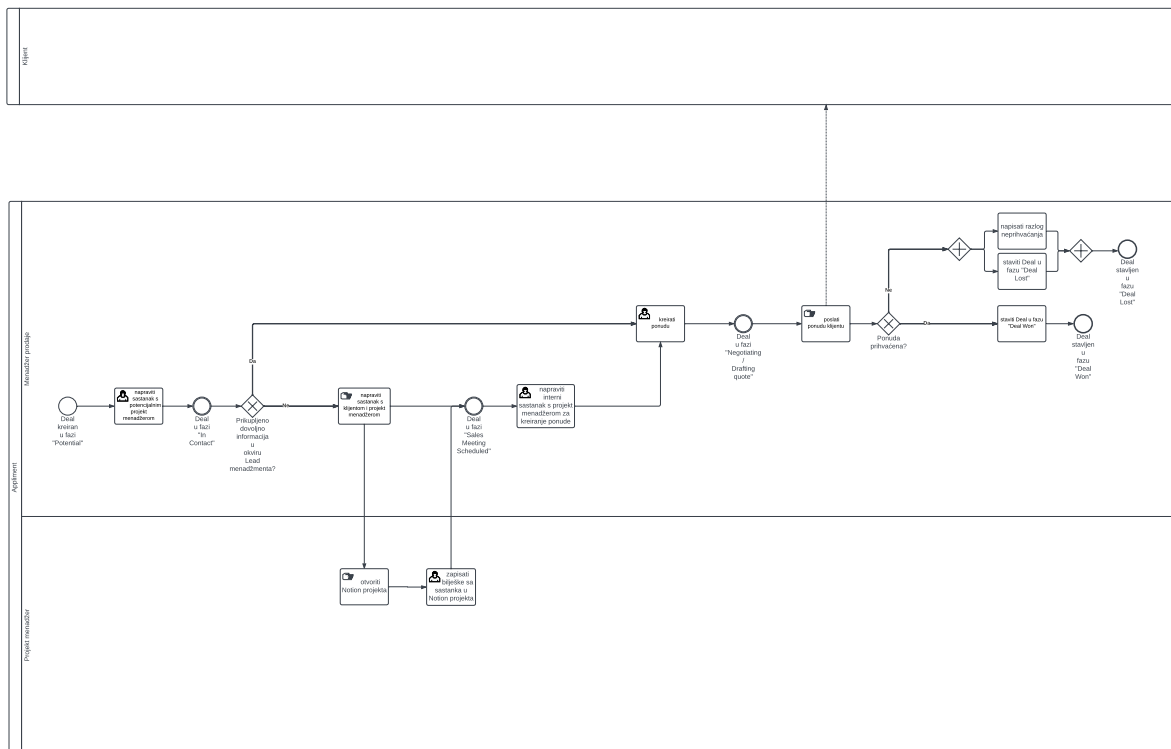 Klijent
Appliment
Menadžer prodaje
Projekt menadžer
Deal
kreiran
u fazi
"Potential"
napraviti
sastanak s
potencijalnim
projekt
menadžerom
Deal
u fazi
"In
Contact"
Prikupljeno
dovoljno
informacija
u
okviru
Lead
menadžmenta?
Da
Ne
napraviti
sastanak s
klijentom i projekt
menadžerom
otvoriti
Notion projekta
zapisati
bilješke sa
sastanka u
Notion projekta
Deal
u fazi
"Sales
Meeting
Scheduled"
napraviti
interni
sastanak s projekt
menadžerom za
kreiranje ponude
kreirati
ponudu
Deal
u fazi
"Negotating
/
Drafting
quote"
poslati
ponudu klijentu
Ponuda
prihvaćena?
Ne
Da
napisati razlog
neprihvaćanja
staviti Deal u
fazu "Deal
Lost"
Deal
stavljen
u
fazu
"Deal
Lost"
staviti Deal u fazu
"Deal Won"
Deal
stavljen
u
fazu
"Deal
Won"